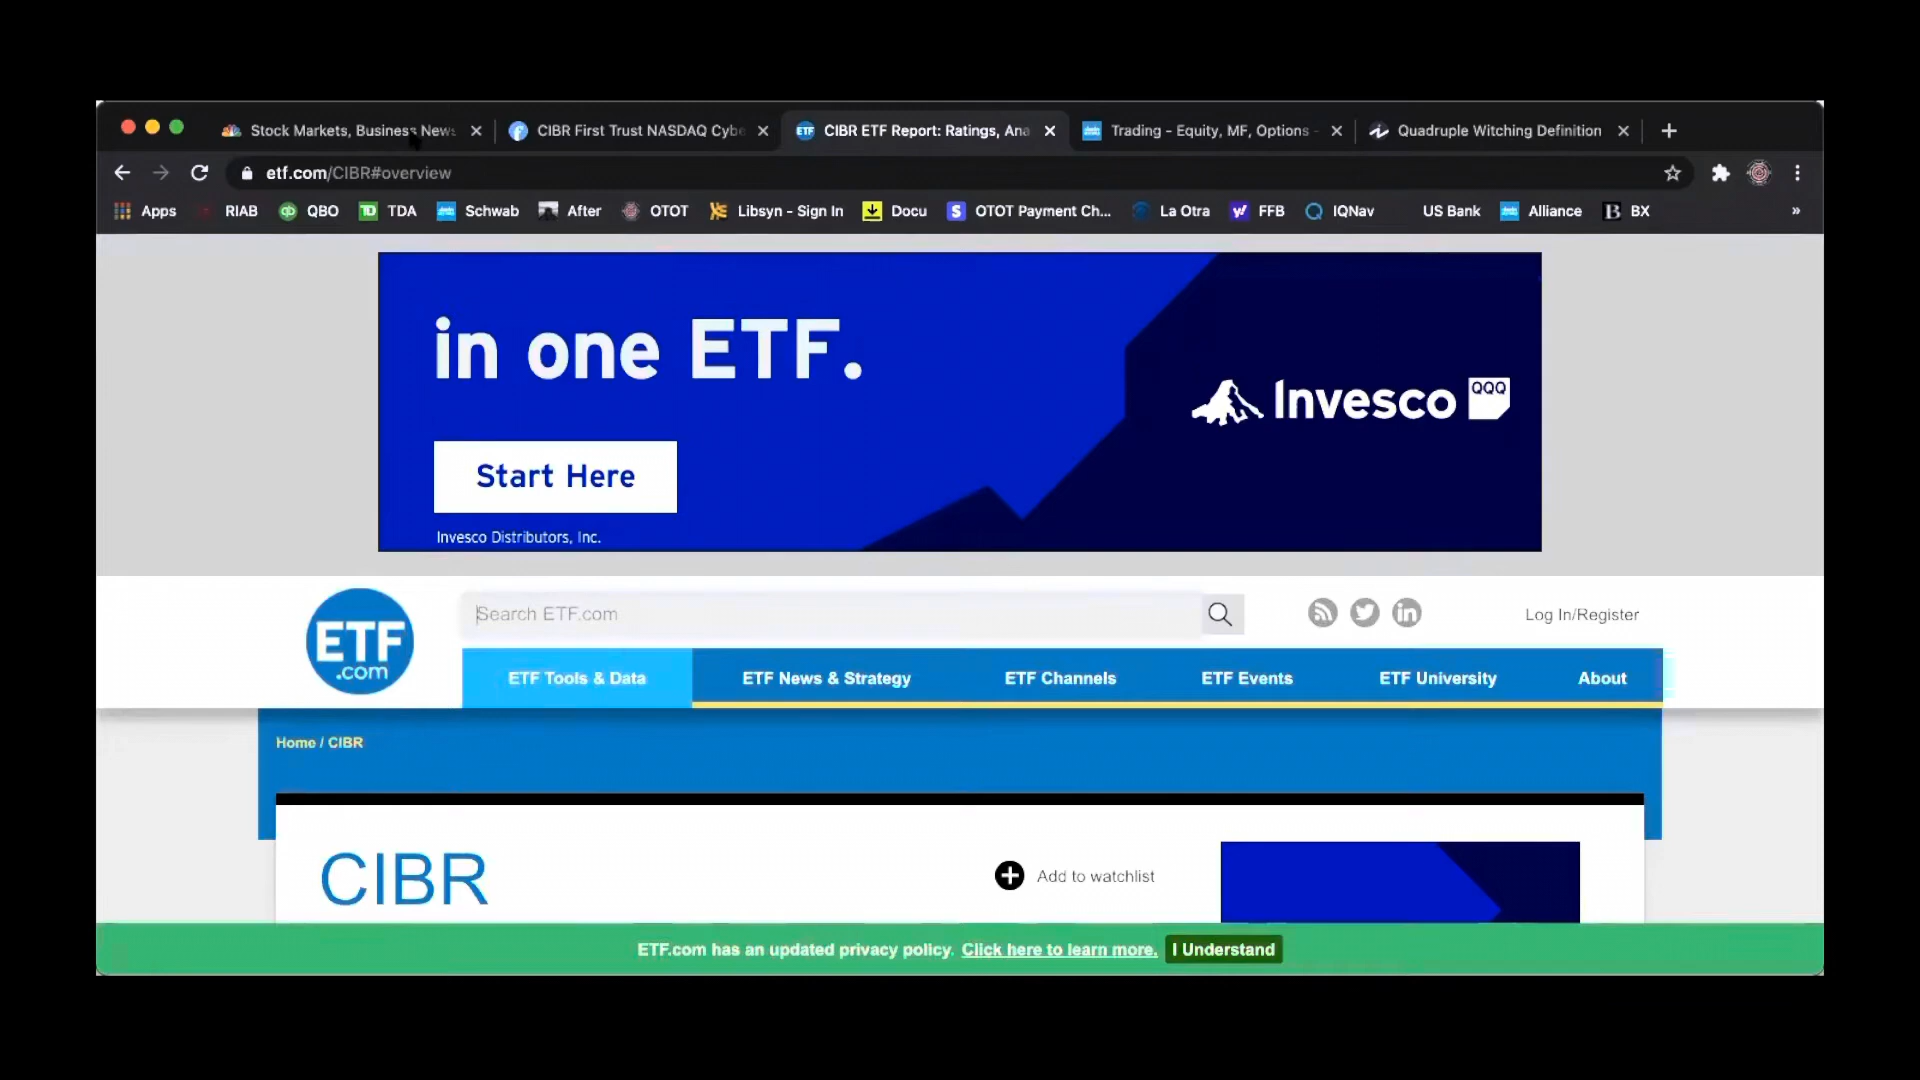 Stock Markets, Business News
CIBR First Trust NASDAQ Cybe
ETF CIBR ETF Report: Ratings, Ana
Trading - Equity, MF, Options -
Quadruple Witching Definition
etf.com/CIBR#overview
Apps RIAB QBO TDA Schwab After OTOT Libsyn - Sign In Docu OTOT Payment Ch... La Otra FFB IQNav US Bank Alliance BX »
in one ETF.
Invesco QQQ
Start Here
Invesco Distributors, Inc.
ETF
.com
Search ETF.com
Log In/Register
ETF Tools & Data ETF News & Strategy ETF Channels ETF Events ETF University About
Home / CIBR
CIBR
Add to watchlist
ETF.com has an updated privacy policy. Click here to learn more. I Understand